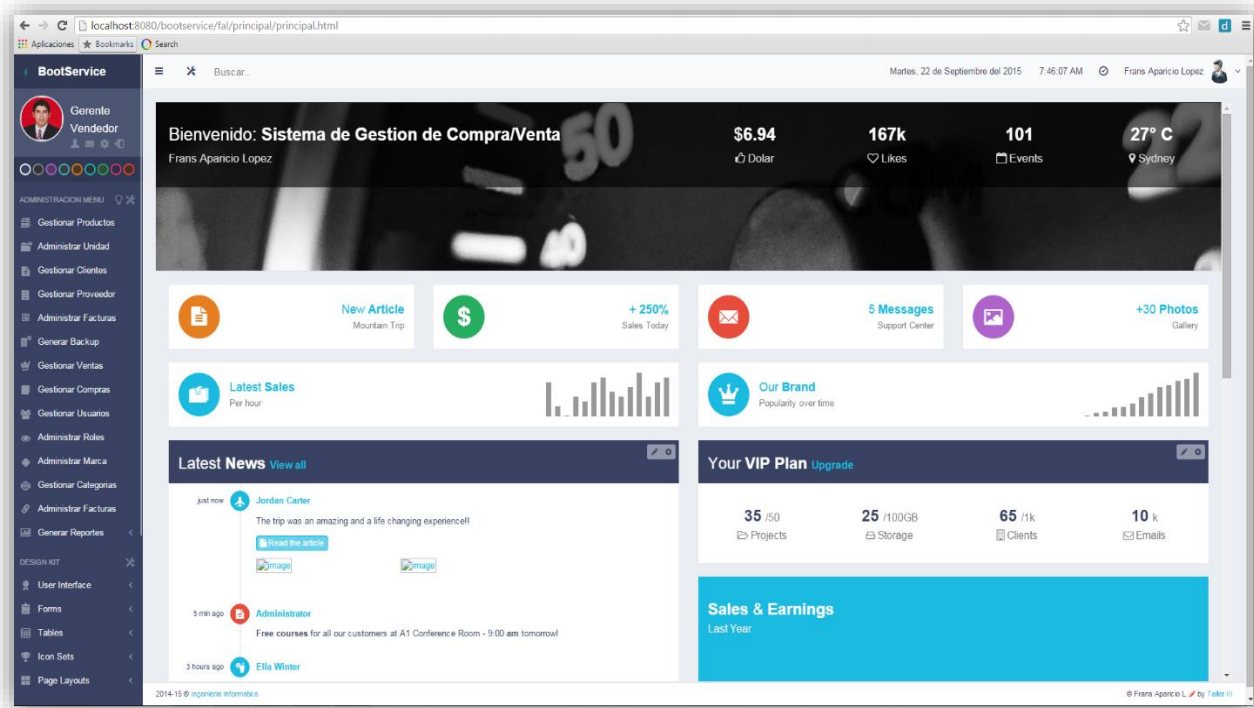 localhost:8080/bootservice/fal/principal/principal.html
Aplicaciones Bookmarks Search
BootService
Buscar..
Martes, 22 de Septiembre del 2015 7:46:07 AM Frans Aparicio Lopez
Gerente
Vendedor
ADMINISTRACION MENU
Gestionar Productos
Administrar Unidad
Gestionar Clientes
Gestionar Proveedor
Administrar Facturas
Generar Backup
Gestionar Ventas
Gestionar Compras
Gestionar Usuarios
Administrar Roles
Administrar Marca
Gestionar Categorias
Administrar Facturas
Generar Reportes
DESIGN KIT
User Interface
Forms
Tables
Icon Sets
Page Layouts
Bienvenido: Sistema de Gestion de Compra/Venta
Frans Aparicio Lopez
$6.94 167k 101 27° C
Dolar Likes Events Sydney
50
40
22
COM
New Article
Mountain Trip
+ 250%
Sales Today
5 Messages
Support Center
+30 Photos
Gallery
Latest Sales
Per hour
Our Brand
Popularity over time
Latest News View all
just now Jordan Carter
The trip was an amazing and a life changing experience!!
Read the article
image image
5 min ago Administrator
Free courses for all our customers at A1 Conference Room - 9:00 am tomorrow!
3 hours ago Ella Winter
Your VIP Plan Upgrade
35 /50 25 /100GB 65 /1k 10 k
Projects Storage Clients Emails
Sales & Earnings
Last Year
2014-15 © Ingenieria Informatica
© Frans Aparicio L. by Taller III